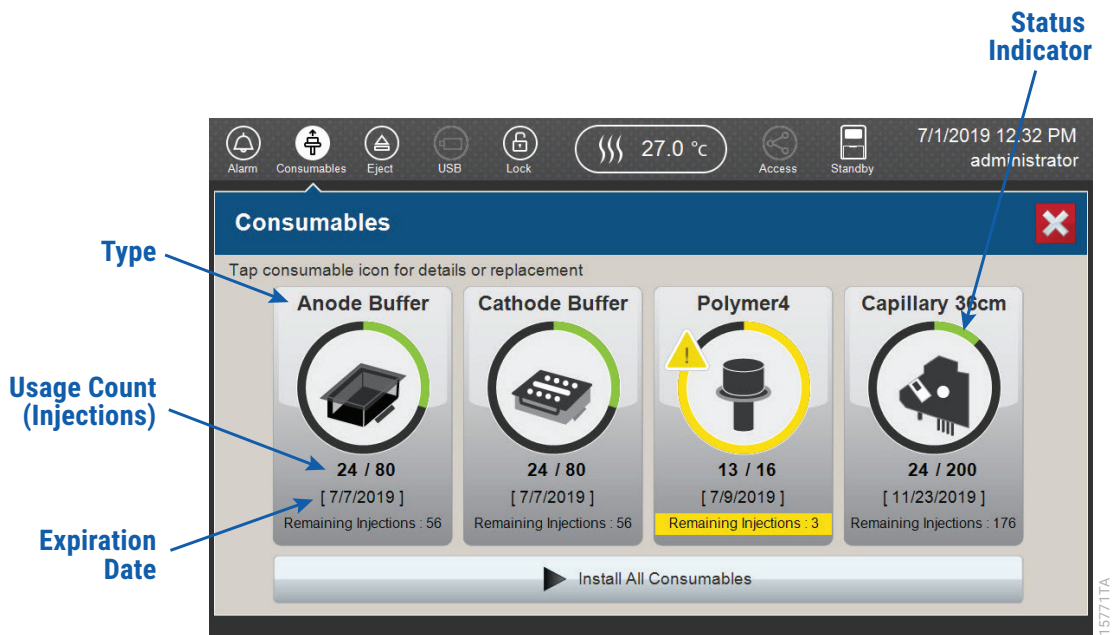 Status
Indicator
7/1/2019 12:32 PM
27.0 °c
administrator
Alarm Consumables Eject USB Lock Access Standby
Consumables
Type
Tap consumable icon for details or replacement
Anode Buffer Cathode Buffer Polymer4 Capillary 36cm
Usage Count
(Injections)
24 / 80 24 / 80 13 / 16 24 / 200
[ 7/7/2019 ] [ 7/7/2019 ] [ 7/9/2019 ] [ 11/23/2019 ]
Remaining Injections : 56 Remaining Injections : 56 Remaining Injections : 3 Remaining Injections : 176
Expiration
Date
Install All Consumables
15771TA